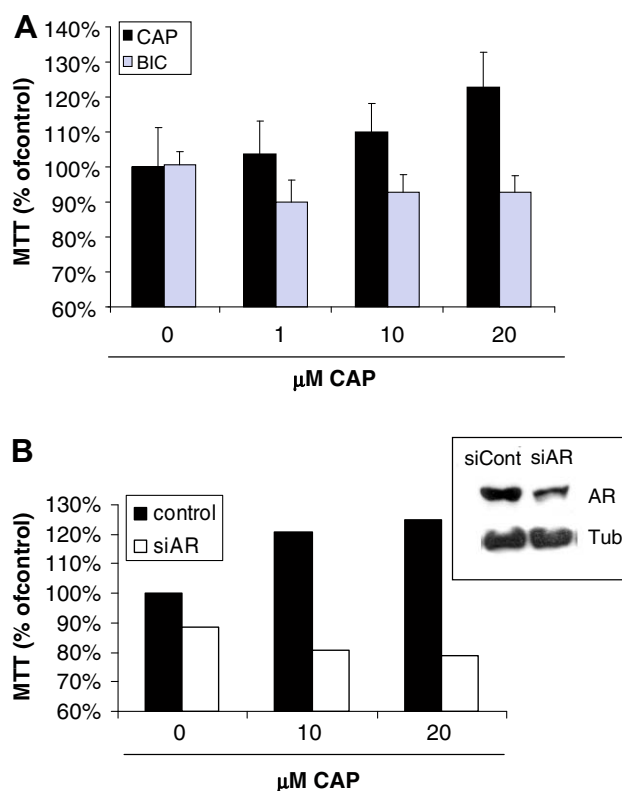 A
CAP
BIC
MTT (% ofcontrol)
140%
130%
120%
110%
100%
90%
80%
70%
60%
0 1 10 20
μM CAP
B
control
siAR
MTT (% ofcontrol)
130%
120%
110%
100%
90%
80%
70%
60%
0 10 20
μM CAP
siCont siAR
AR
Tub